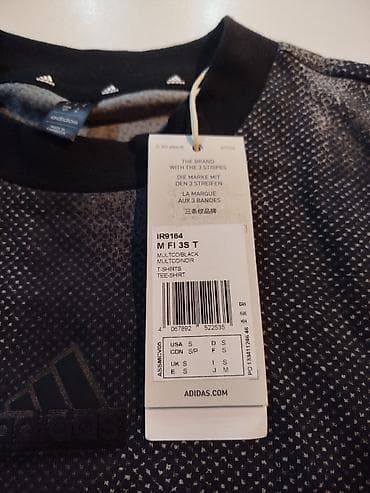 adidas
THE BRAND
WITH THE 3 STRIPES
DIE MARKE MIT
DEN 3 STREIFEN
LA MARQUE
AUX 3 BANDES
三条纹品牌
IR9164
M FI 3S T
MULTCO/BLACK
MULTCO/NOIR
T-SHIRTS
TEE-SHIRT
4 067892 522535
USA S D S
CDN S/P F S
UK S I S
E S J M
ADIDAS.COM
adidas